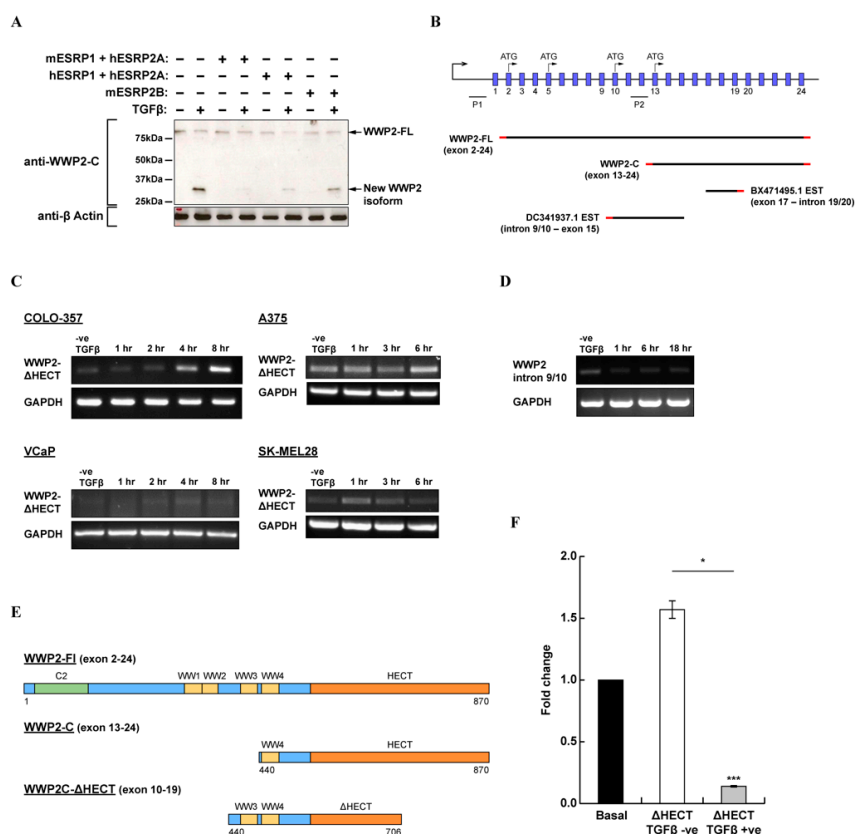 A
mESRP1 + hESRP2A: – – + + – – – –
hESRP1 + hESRP2A: – – – – + + – –
mESRP2B: – – – – – – + +
TGFβ: – + – + – + – +
anti-WWP2-C
75kDa
50kDa
37kDa
25kDa
WWP2-FL
New WWP2
isoform
anti-β Actin
B
ATG ATG ATG ATG
1 2 3 4 5 9 10 13 19 20 24
P1 P2
WWP2-FL
(exon 2-24)
WWP2-C
(exon 13-24)
BX471495.1 EST
(exon 17 – intron 19/20)
DC341937.1 EST
(intron 9/10 – exon 15)
C
COLO-357
-ve
TGFβ 1 hr 2 hr 4 hr 8 hr
WWP2-
ΔHECT
GAPDH
A375
-ve
TGFβ 1 hr 3 hr 6 hr
WWP2-
ΔHECT
GAPDH
VCaP
-ve
TGFβ 1 hr 2 hr 4 hr 8 hr
WWP2-
ΔHECT
GAPDH
SK-MEL28
-ve
TGFβ 1 hr 3 hr 6 hr
WWP2-
ΔHECT
GAPDH
D
-ve
TGFβ 1 hr 6 hr 18 hr
WWP2
intron 9/10
GAPDH
E
WWP2-Fl (exon 2-24)
C2 WW1 WW2 WW3 WW4 HECT
1 870
WWP2-C (exon 13-24)
WW4 HECT
440 870
WWP2C-ΔHECT (exon 10-19)
WW3 WW4 ΔHECT
440 706
F
Fold change
2.0
1.5
1.0
0.5
0.0
*
***
Basal ΔHECT ΔHECT
TGFβ -ve TGFβ +ve